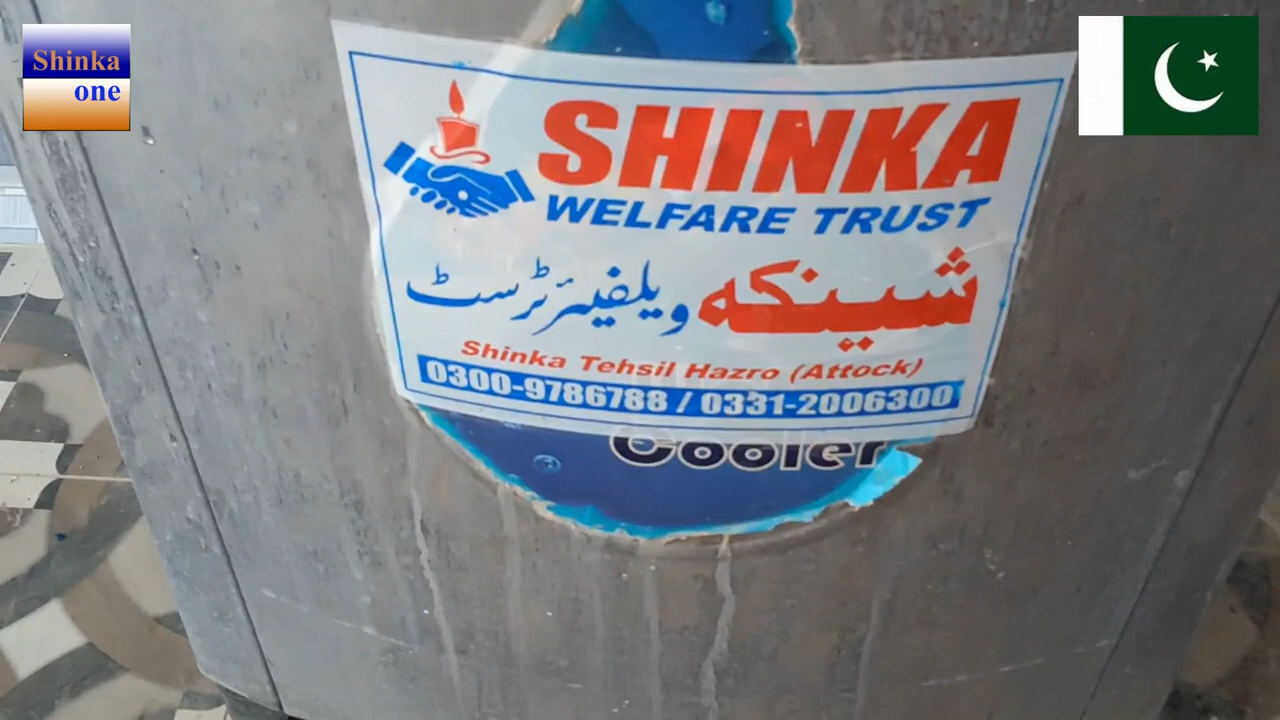 Shinka
one
SHINKA
WELFARE TRUST
شینکہ ویلفیئر ٹرسٹ
Shinka Tehsil Hazro (Attock)
0300-9786788 / 0331-2006300
Cooler